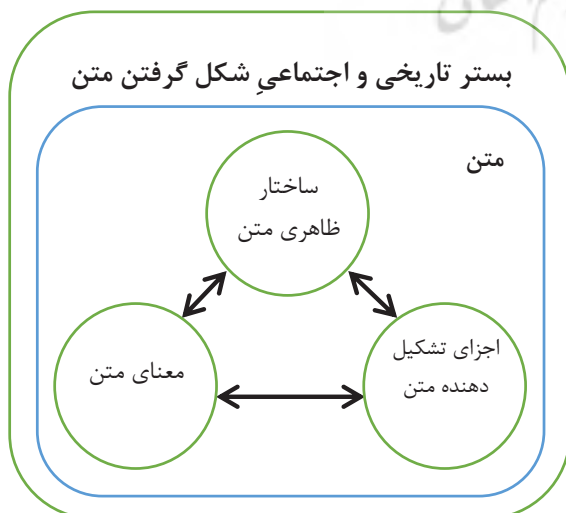 بستر تاریخی و اجتماعیِ شکل گرفتن متن
متن
ساختار
ظاهری متن
معنای متن
اجزای تشکیل
دهنده متن